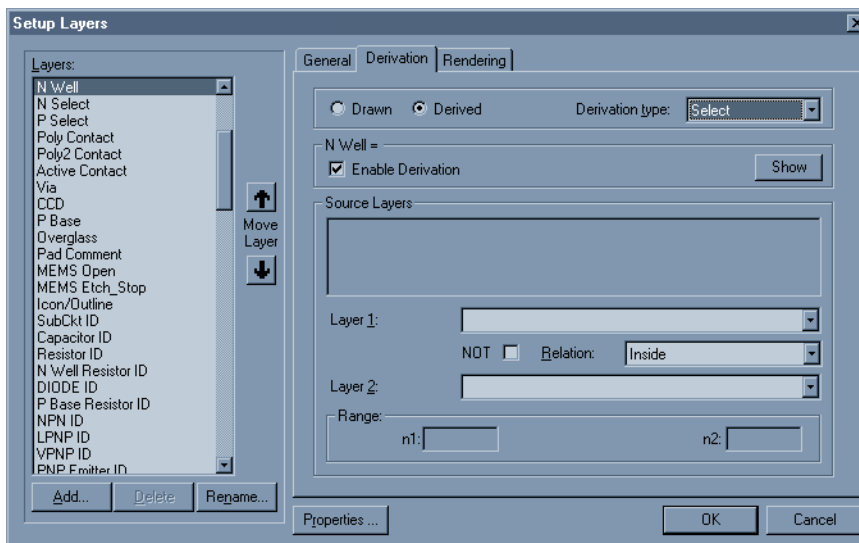 Setup Layers
Layers:
N Well
N Select
P Select
Poly Contact
Poly2 Contact
Active Contact
Via
CCD
P Base
Overglass
Pad Comment
MEMS Open
MEMS Etch_Stop
Icon/Outline
SubCkt ID
Capacitor ID
Resistor ID
N Well Resistor ID
DIODE ID
P Base Resistor ID
NPN ID
LPNP ID
VPNP ID
PNP Emitter ID
Add...
Delete
Rename...
Move
Layer
General
Derivation
Rendering
Drawn
Derived
Derivation type:
Select
N Well =
Enable Derivation
Show
Source Layers
Layer 1:
NOT
Relation:
Inside
Layer 2:
Range:
n1:
n2:
Properties ...
OK
Cancel